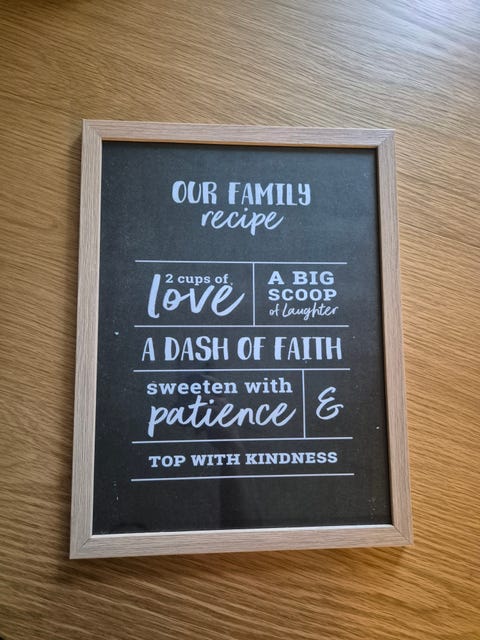 OUR FAMILY
recipe
2 cups of
love
A BIG
SCOOP
of Laughter
A DASH OF FAITH
sweeten with
patience
&
TOP WITH KINDNESS